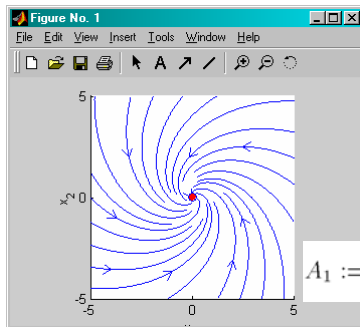 Figure No. 1
File Edit View Insert Tools Window Help
A
5
x2 0
-5
-5 0 5
A1 :=